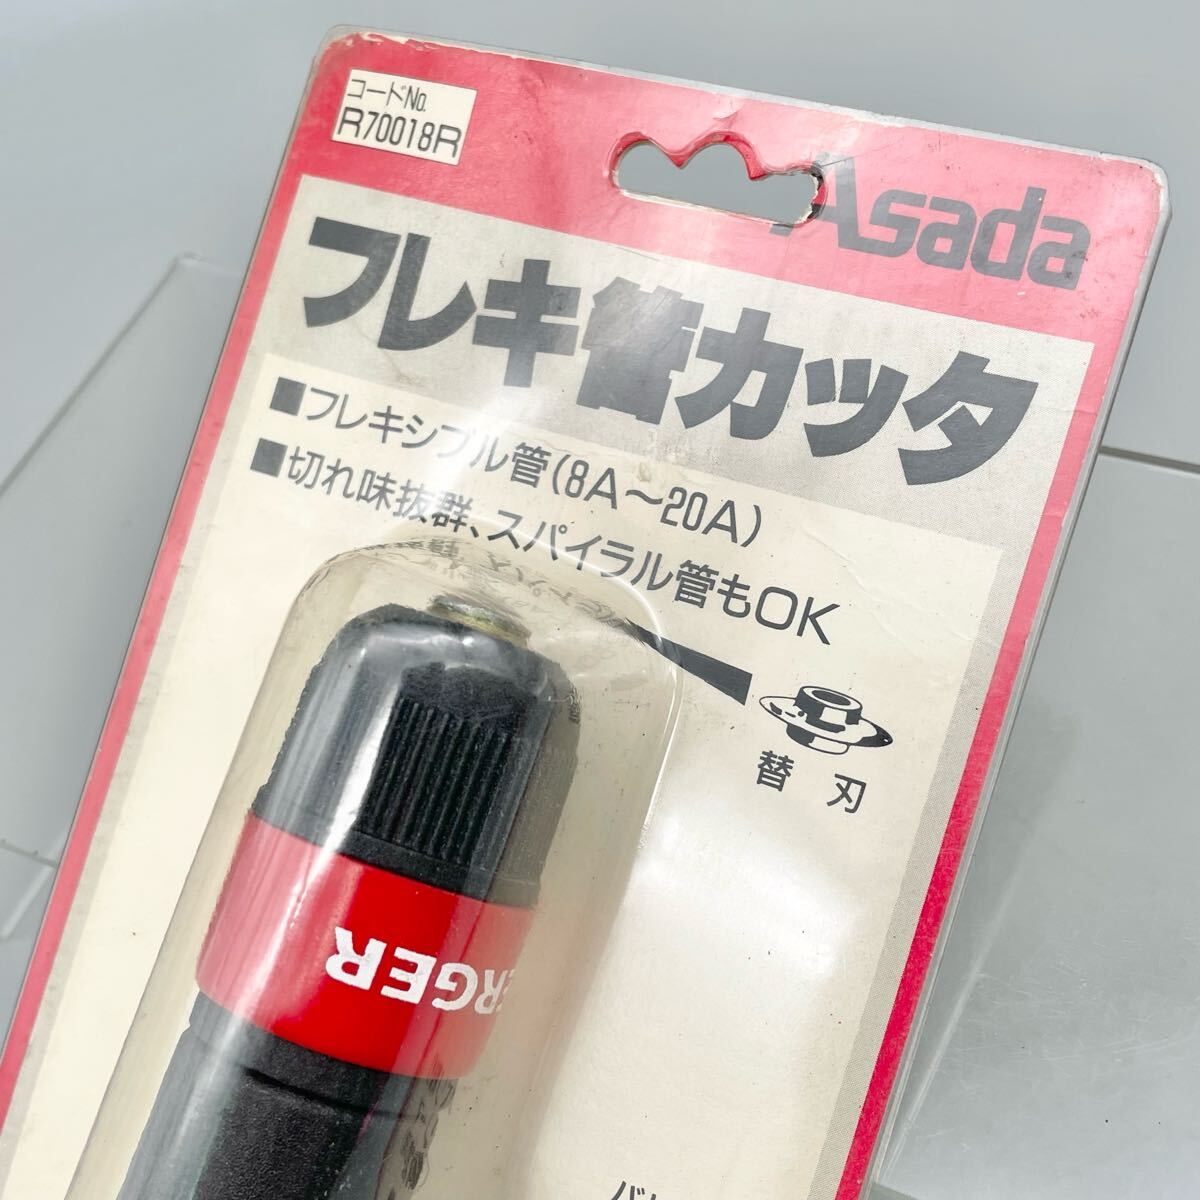 コードNo.
R70018R
Asada
フレキ管カッタ
■フレキシブル管(8A～20A)
■切れ味抜群、スパイラル管もOK
替 刃
ERGER